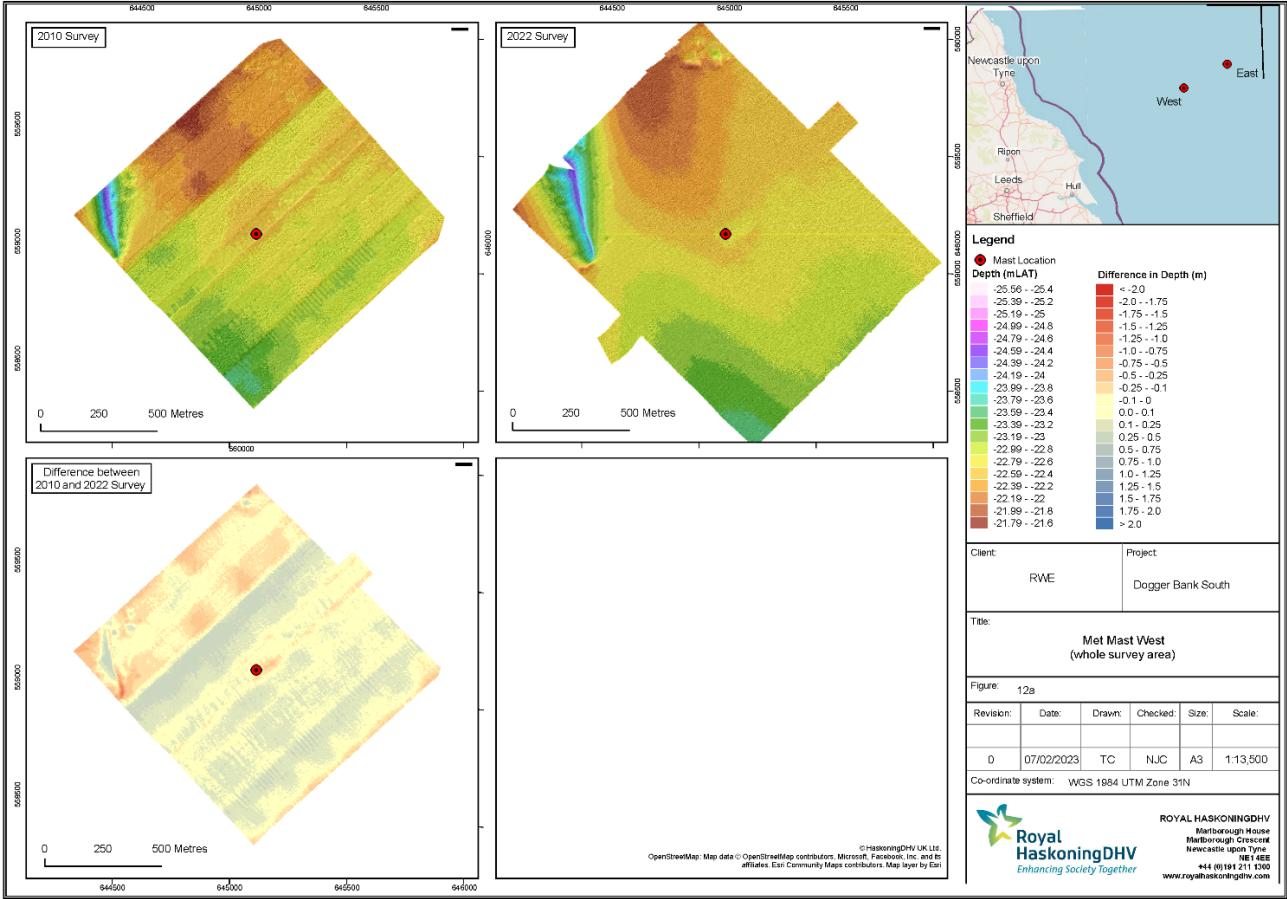 644500 645000 645500
644500 645000 645500
2010 Survey
559500
559000
558500
0 250 500 Metres
2022 Survey
560000
559500
646000
559000
558500
0 250 500 Metres
560000
646000
Difference between
2010 and 2022 Survey
559500
559000
558500
0 250 500 Metres
644500 645000 645500 646000
© HaskoningDHV UK Ltd.
OpenStreetMap: Map data © OpenStreetMap contributors, Microsoft, Facebook, Inc. and its
affiliates, Esri Community Maps contributors, Map layer by Esri
Newcastle upon
Tyne
East
West
Ripon
Leeds
Hull
Sheffield
Legend
Mast Location
Depth (mLAT)
-25.56 - -25.4
-25.39 - -25.2
-25.19 - -25
-24.99 - -24.8
-24.79 - -24.6
-24.59 - -24.4
-24.39 - -24.2
-24.19 - -24
-23.99 - -23.8
-23.79 - -23.6
-23.59 - -23.4
-23.39 - -23.2
-23.19 - -23
-22.99 - -22.8
-22.79 - -22.6
-22.59 - -22.4
-22.39 - -22.2
-22.19 - -22
-21.99 - -21.8
-21.79 - -21.6
Difference in Depth (m)
< -2.0
-2.0 - -1.75
-1.75 - -1.5
-1.5 - -1.25
-1.25 - -1.0
-1.0 - -0.75
-0.75 - -0.5
-0.5 - -0.25
-0.25 - -0.1
-0.1 - 0
0.0 - 0.1
0.1 - 0.25
0.25 - 0.5
0.5 - 0.75
0.75 - 1.0
1.0 - 1.25
1.25 - 1.5
1.5 - 1.75
1.75 - 2.0
> 2.0
Client:
RWE
Project:
Dogger Bank South
Title:
Met Mast West
(whole survey area)
Figure: 12a
Revision: Date: Drawn: Checked: Size: Scale:
0 07/02/2023 TC NJC A3 1:13,500
Co-ordinate system: WGS 1984 UTM Zone 31N
Royal
HaskoningDHV
Enhancing Society Together
ROYAL HASKONINGDHV
Marlborough House
Marlborough Crescent
Newcastle upon Tyne
NE1 4EE
+44 (0)191 211 1300
www.royalhaskoningdhv.com